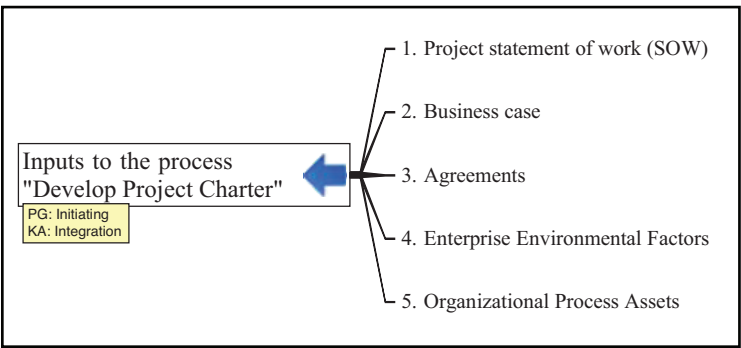 Inputs to the process
"Develop Project Charter"
PG: Initiating
KA: Integration
1. Project statement of work (SOW)
2. Business case
3. Agreements
4. Enterprise Environmental Factors
5. Organizational Process Assets